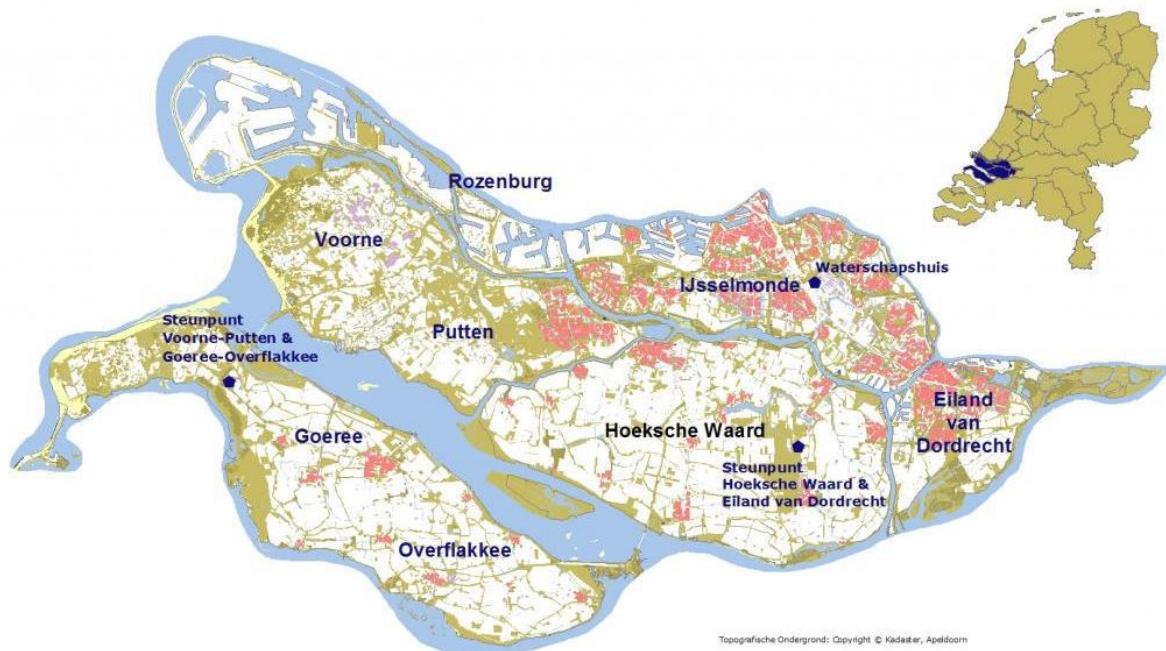 Rozenburg
Voorne
Waterschapshuis
IJsselmonde
Steunpunt
Voorne-Putten &
Goeree-Overflakkee
Putten
Eiland
van
Dordrecht
Goeree
Hoeksche Waard
Steunpunt
Hoeksche Waard &
Eiland van Dordrecht
Overflakkee
Topografische Ondergrond: Copyright © Kadaster, Apeldoorn